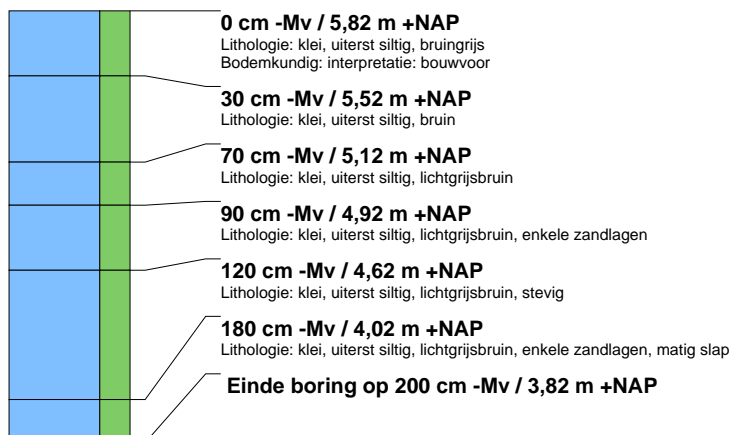 0 cm -Mv / 5,82 m +NAP
Lithologie: klei, uiterst siltig, bruingrijs
Bodemkundig: interpretatie: bouwvoor
30 cm -Mv / 5,52 m +NAP
Lithologie: klei, uiterst siltig, bruin
70 cm -Mv / 5,12 m +NAP
Lithologie: klei, uiterst siltig, lichtgrijsbruin
90 cm -Mv / 4,92 m +NAP
Lithologie: klei, uiterst siltig, lichtgrijsbruin, enkele zandlagen
120 cm -Mv / 4,62 m +NAP
Lithologie: klei, uiterst siltig, lichtgrijsbruin, stevig
180 cm -Mv / 4,02 m +NAP
Lithologie: klei, uiterst siltig, lichtgrijsbruin, enkele zandlagen, matig slap
Einde boring op 200 cm -Mv / 3,82 m +NAP